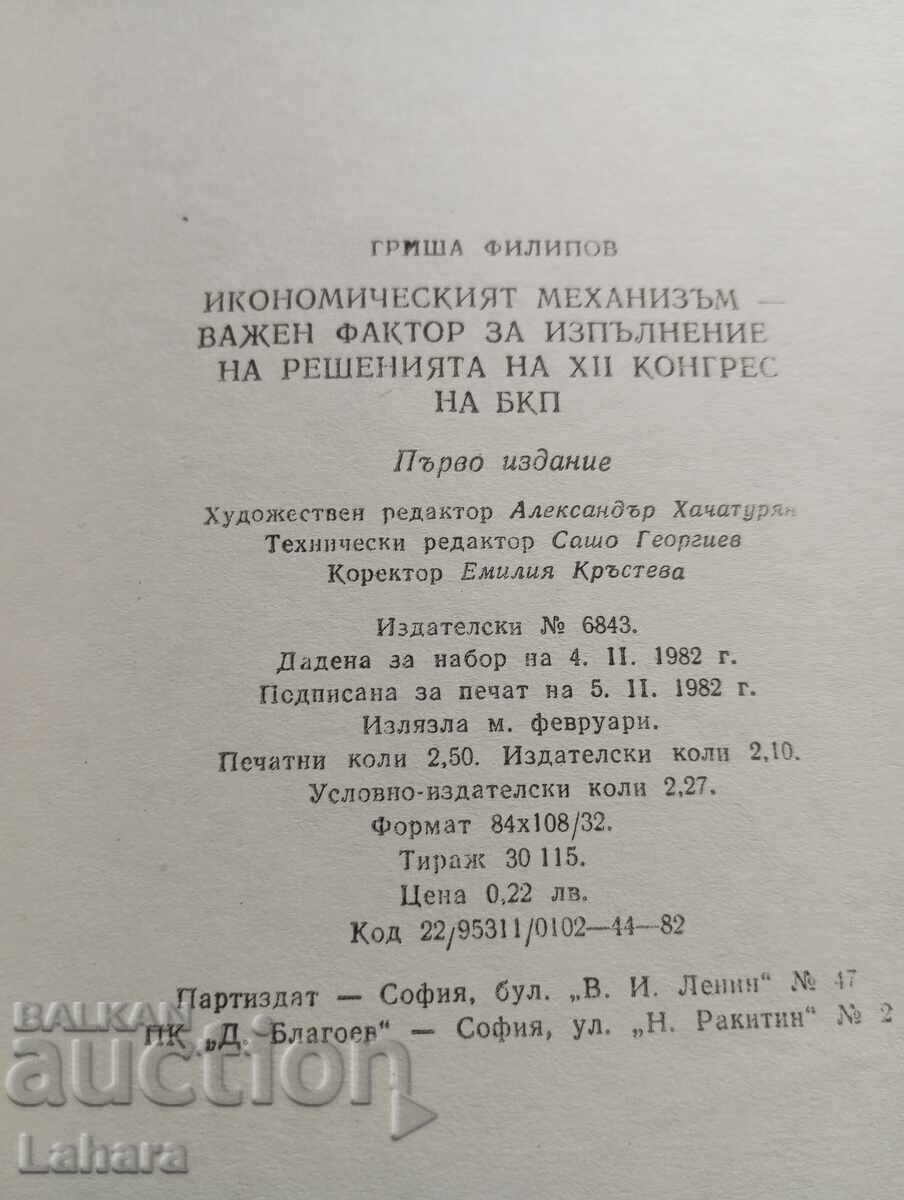 ГРИША ФИЛИПОВ
ИКОНОМИЧЕСКИЯТ МЕХАНИЗЪМ —
ВАЖЕН ФАКТОР ЗА ИЗПЪЛНЕНИЕ
НА РЕШЕНИЯТА НА XII КОНГРЕС
НА БКП
Първо издание
Художествен редактор Александър Хачатурян
Технически редактор Сашо Георгиев
Коректор Емилия Кръстева
Издателски № 6843.
Дадена за набор на 4. II. 1982 г.
Подписана за печат на 5. II. 1982 г.
Излязла м. февруари.
Печатни коли 2,50. Издателски коли 2,10.
Условно-издателски коли 2,27.
Формат 84x108/32.
Тираж 30 115.
Цена 0,22 лв.
Код 22/95311/0102—44—82
Партиздат — София, бул. „В. И. Ленин“ № 47
ПК „Д. Благоев“ — София, ул. „Н. Ракитин“ № 2
BALKAN
auction
Lahara